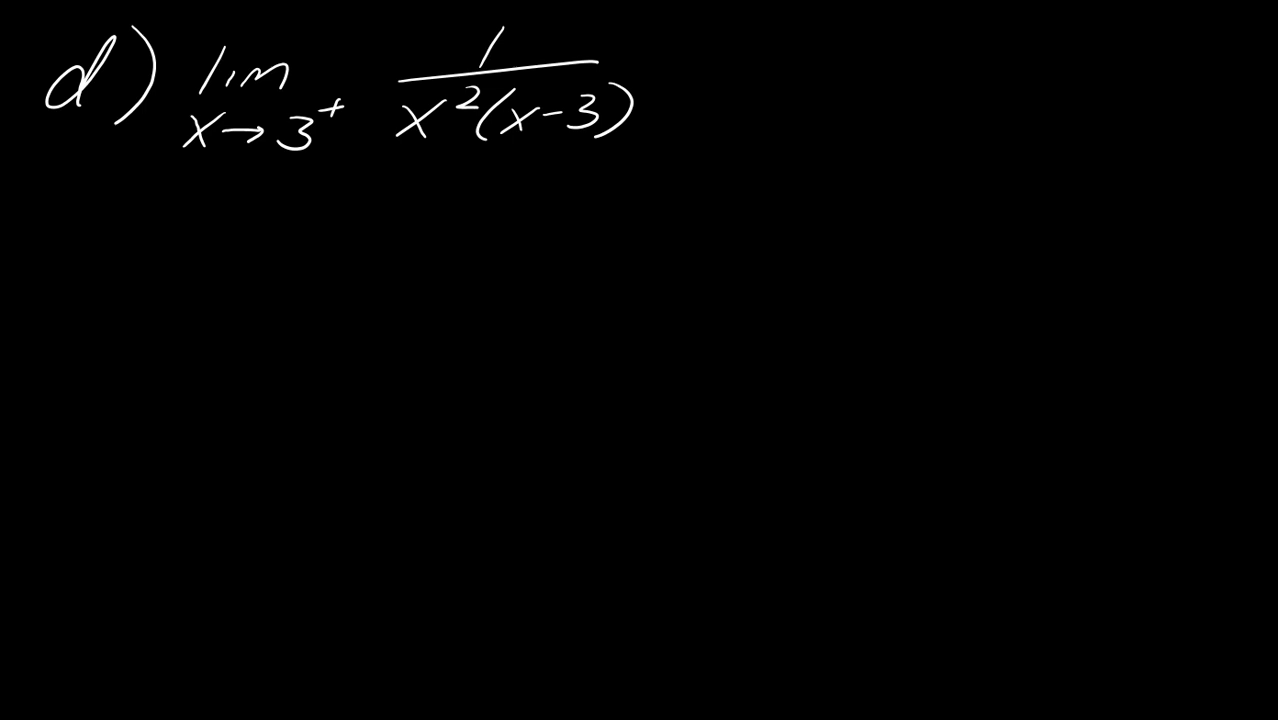 d) lim x→3⁺ 1/(x²(x-3))